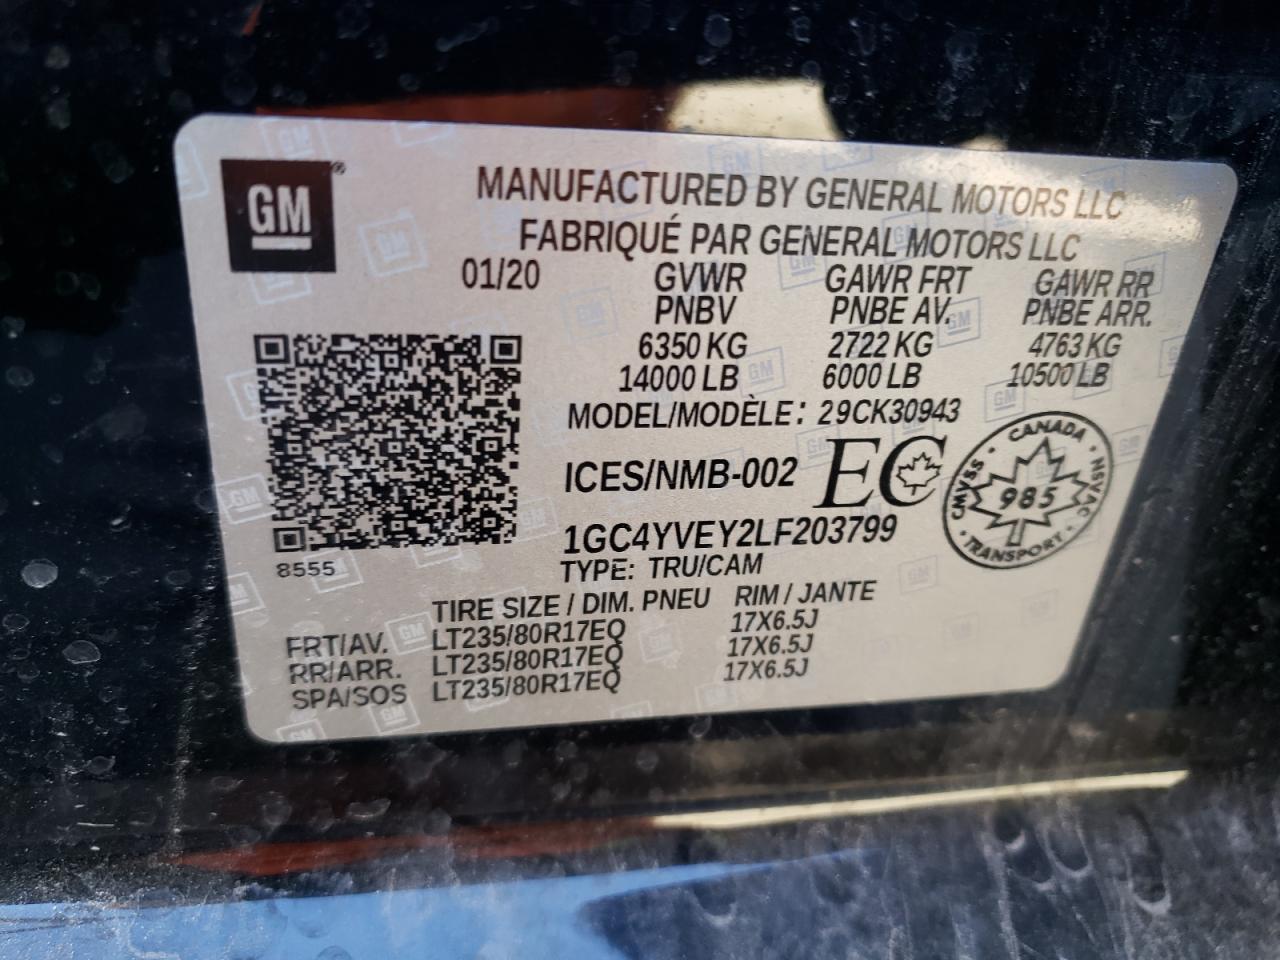 GM®
MANUFACTURED BY GENERAL MOTORS LLC
FABRIQUÉ PAR GENERAL MOTORS LLC
01/20 GVWR GAWR FRT GAWR RR
PNBV PNBE AV. PNBE ARR.
6350 KG 2722 KG 4763 KG
14000 LB 6000 LB 10500 LB
MODEL/MODÈLE: 29CK30943
ICES/NMB-002 EC
CANADA
CMVSS 985 NSVAC
TRANSPORT
1GC4YVEY2LF203799
8555
TYPE: TRU/CAM
TIRE SIZE / DIM. PNEU RIM / JANTE
FRT/AV. LT235/80R17EQ 17X6.5J
RR/ARR. LT235/80R17EQ 17X6.5J
SPA/SOS LT235/80R17EQ 17X6.5J